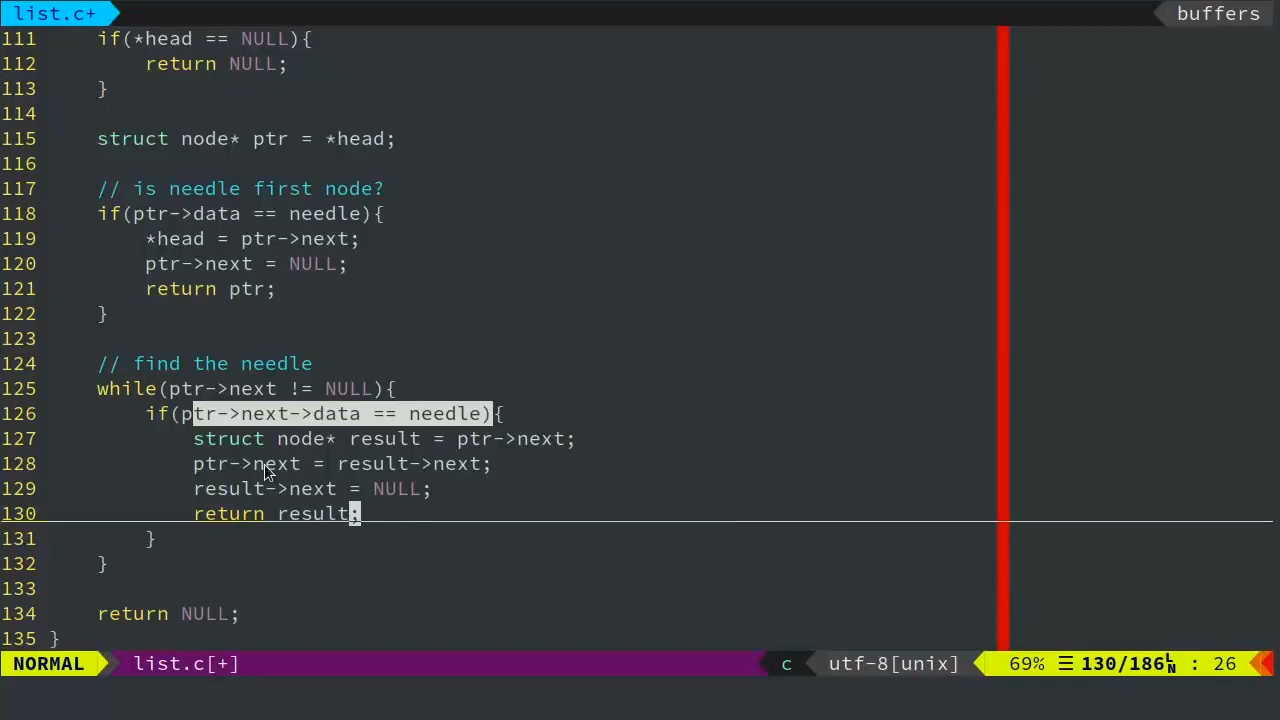 list.c+ buffers
111 if(*head == NULL){
112 return NULL;
113 }
114
115 struct node* ptr = *head;
116
117 // is needle first node?
118 if(ptr->data == needle){
119 *head = ptr->next;
120 ptr->next = NULL;
121 return ptr;
122 }
123
124 // find the needle
125 while(ptr->next != NULL){
126 if(ptr->next->data == needle){
127 struct node* result = ptr->next;
128 ptr->next = result->next;
129 result->next = NULL;
130 return result;
131 }
132 }
133
134 return NULL;
135 }
NORMAL list.c[+] c utf-8[unix] 69% ☰ 130/186 LN : 26